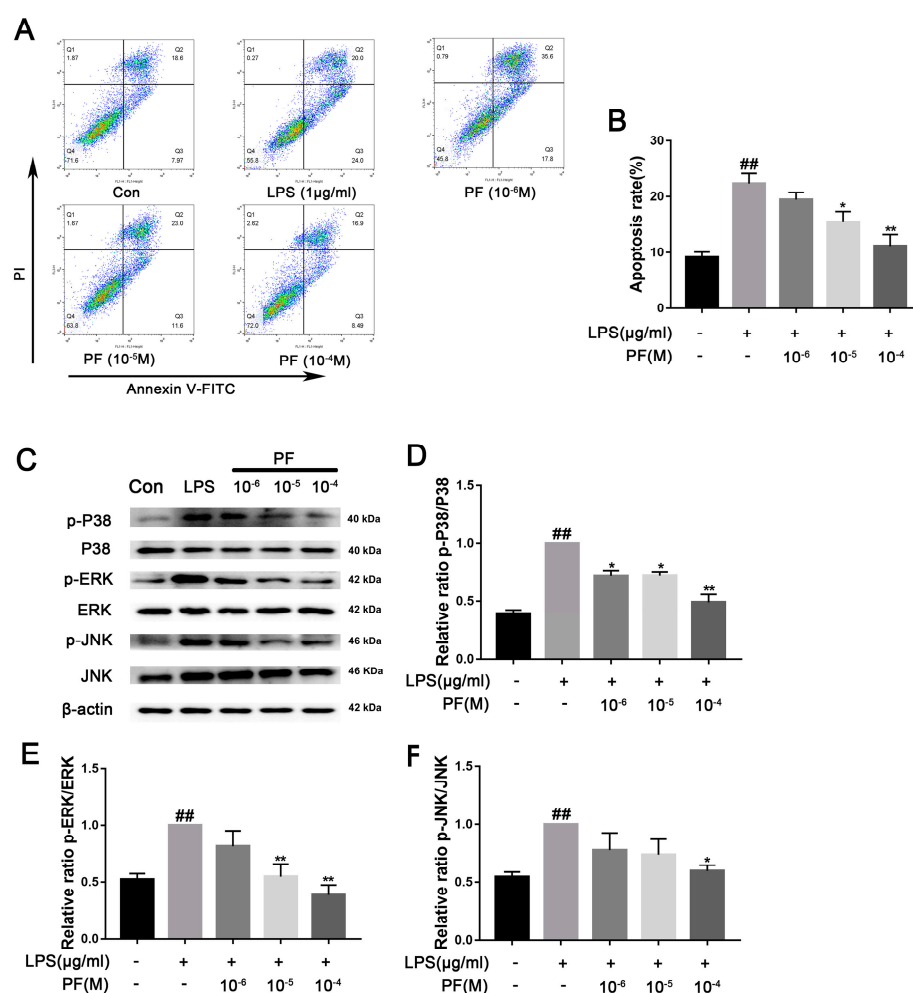 A
Q1
1.87
Q2
18.6
Q4
71.6
Q3
7.97
Con
Q1
0.27
Q2
20.0
Q4
55.8
Q3
24.0
LPS (1μg/ml)
Q1
0.79
Q2
35.6
Q4
45.8
Q3
17.8
PF (10-6M)
Q1
1.67
Q2
23.0
Q4
63.8
Q3
11.6
PF (10-5M)
Q1
2.62
Q2
16.9
Q4
72.0
Q3
8.49
PF (10-4M)
PI
Annexin V-FITC
B
Apoptosis rate(%)
30
20
10
0
##
*
**
LPS(μg/ml) - + + + +
PF(M) - - 10-6 10-5 10-4
C
PF
Con LPS 10-6 10-5 10-4
p-P38 40 kDa
P38 40 kDa
p-ERK 42 kDa
ERK 42 kDa
p-JNK 46 kDa
JNK 46 KDa
β-actin 42 kDa
D
Relative ratio p-P38/P38
1.5
1.0
0.5
0.0
##
*
*
**
LPS(μg/ml) - + + + +
PF(M) - - 10-6 10-5 10-4
E
Relative ratio p-ERK/ERK
1.5
1.0
0.5
0.0
##
**
**
LPS(μg/ml) - + + + +
PF(M) - - 10-6 10-5 10-4
F
Relative ratio p-JNK/JNK
1.5
1.0
0.5
0.0
##
*
LPS(μg/ml) - + + + +
PF(M) - - 10-6 10-5 10-4